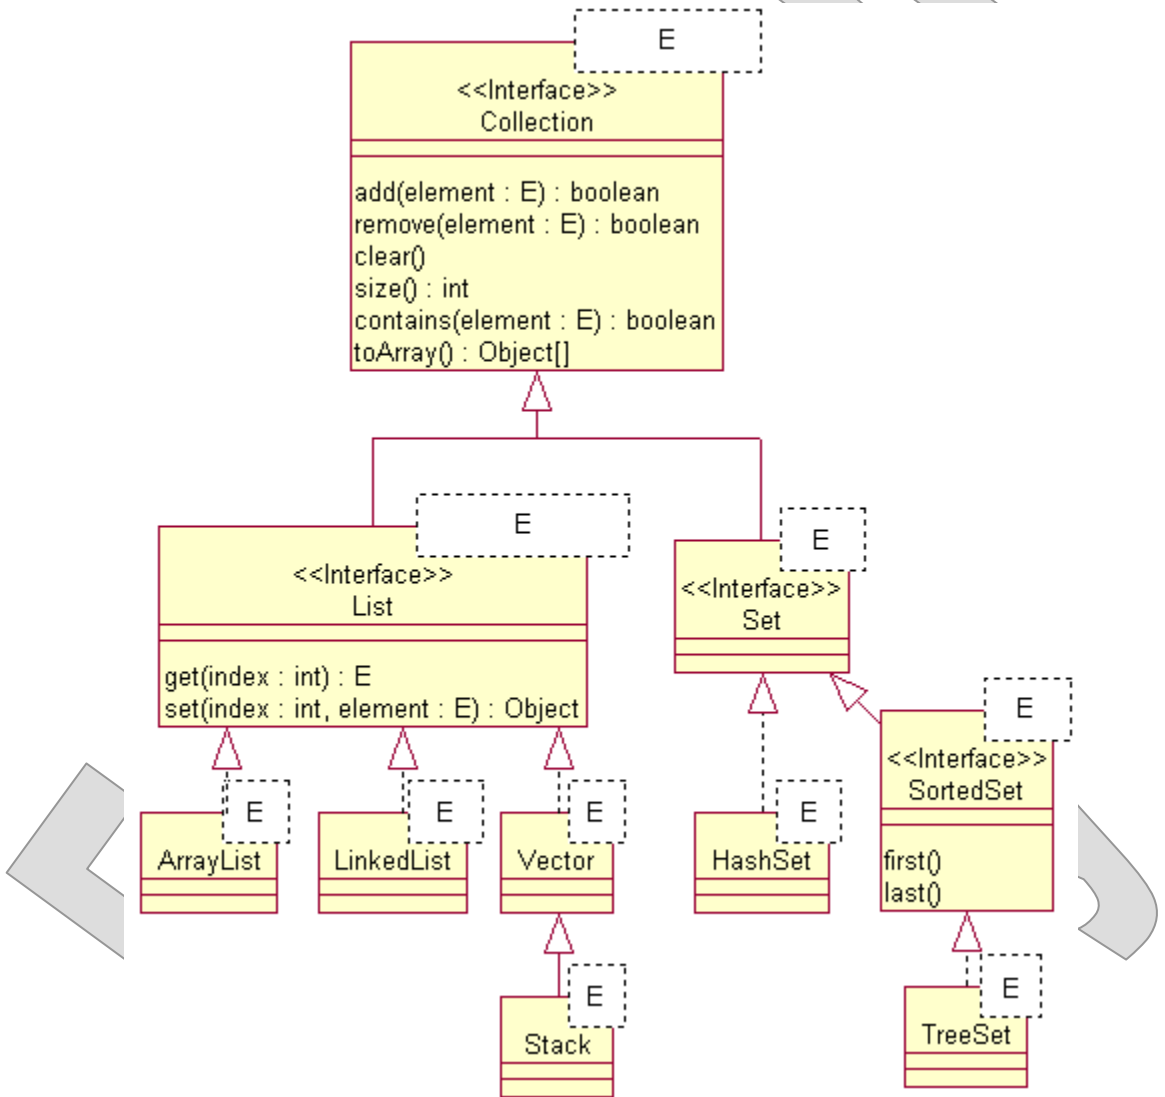 E
<<Interface>>
Collection
add(element : E) : boolean
remove(element : E) : boolean
clear()
size() : int
contains(element : E) : boolean
toArray() : Object[]
E
<<Interface>>
List
get(index : int) : E
set(index : int, element : E) : Object
E
<<Interface>>
Set
E
<<Interface>>
SortedSet
first()
last()
E
ArrayList
E
LinkedList
E
Vector
E
HashSet
E
Stack
E
TreeSet